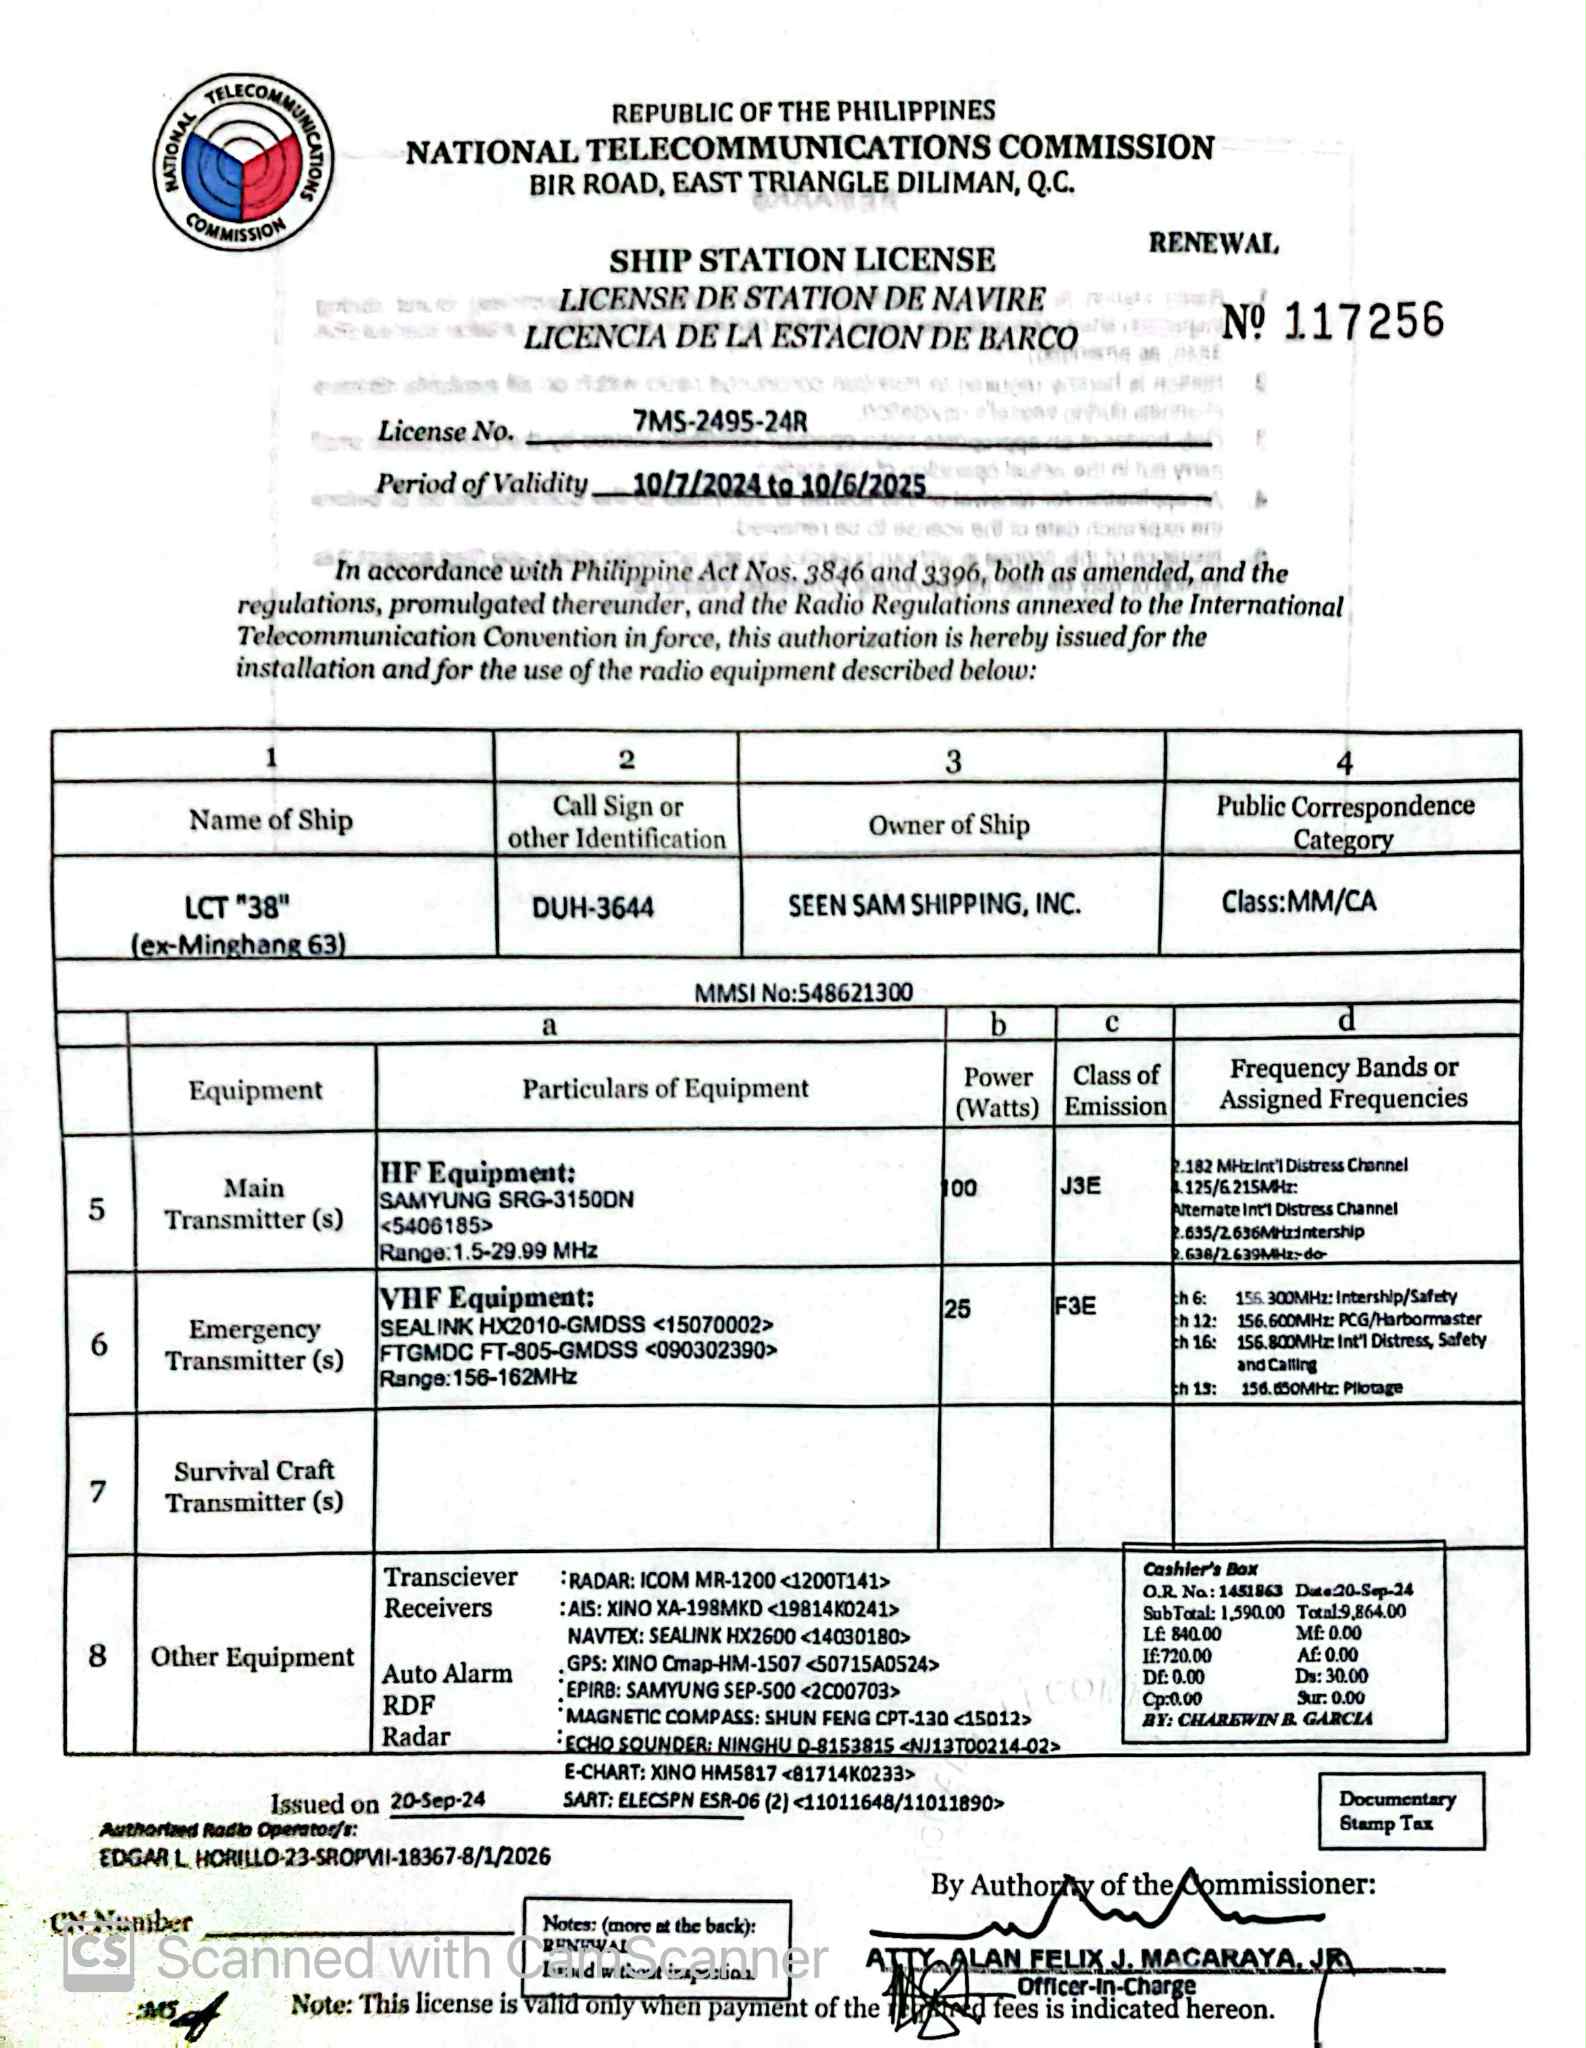 NATIONAL TELECOMMUNICATIONS COMMISSION
REPUBLIC OF THE PHILIPPINES
NATIONAL TELECOMMUNICATIONS COMMISSION
BIR ROAD, EAST TRIANGLE DILIMAN, Q.C.
RENEWAL
SHIP STATION LICENSE
LICENSE DE STATION DE NAVIRE
LICENCIA DE LA ESTACION DE BARCO
Nº 117256
License No. 7MS-2495-24R
Period of Validity 10/7/2024 to 10/6/2025
In accordance with Philippine Act Nos. 3846 and 3396, both as amended, and the
regulations, promulgated thereunder, and the Radio Regulations annexed to the International
Telecommunication Convention in force, this authorization is hereby issued for the
installation and for the use of the radio equipment described below:
1 2 3 4
Name of Ship
Call Sign or
other Identification
Owner of Ship
Public Correspondence
Category
LCT "38"
(ex-Minghang 63)
DUH-3644
SEEN SAM SHIPPING, INC.
Class:MM/CA
MMSI No:548621300
a b c d
Equipment
Particulars of Equipment
Power
(Watts)
Class of
Emission
Frequency Bands or
Assigned Frequencies
5
Main
Transmitter (s)
HF Equipment:
SAMYUNG SRG-3150DN
<5406185>
Range:1.5-29.99 MHz
100
J3E
2.182 MHz:Int'l Distress Channel
4.125/6.215MHz:
Alternate Int'l Distress Channel
2.635/2.636MHz:Intership
2.638/2.639MHz:-do-
6
Emergency
Transmitter (s)
VHF Equipment:
SEALINK HX2010-GMDSS <15070002>
FTGMDC FT-805-GMDSS <090302390>
Range:156-162MHz
25
F3E
ch 6: 156.300MHz: Intership/Safety
ch 12: 156.600MHz: PCG/Harbormaster
ch 16: 156.800MHz: Int'l Distress, Safety
and Calling
ch 13: 156.650MHz: Pilotage
7
Survival Craft
Transmitter (s)
8
Other Equipment
Transciever
Receivers
Auto Alarm
RDF
Radar
:RADAR: ICOM MR-1200 <1200T141>
:AIS: XINO XA-198MKD <19814K0241>
NAVTEX: SEALINK HX2600 <14030180>
:GPS: XINO Cmap-HM-1507 <50715A0524>
:EPIRB: SAMYUNG SEP-500 <2C00703>
:MAGNETIC COMPASS: SHUN FENG CPT-130 <15012>
:ECHO SOUNDER: NINGHU D-8153815 <NJ13T00214-02>
E-CHART: XINO HM5817 <81714K0233>
SART: ELECSPN ESR-06 (2) <11011648/11011890>
Cashier's Box
O.R. No.: 1451863 Date:20-Sep-24
SubTotal: 1,590.00 Total:9,864.00
Lf: 840.00 Mf: 0.00
If:720.00 Af: 0.00
Df: 0.00 Ds: 30.00
Cp:0.00 Sur: 0.00
BY: CHAREWIN B. GARCIA
Issued on 20-Sep-24
Authorized Radio Operator/s:
EDGAR L. HORILLO-23-SROPVII-18367-8/1/2026
Documentary
Stamp Tax
By Authority of the Commissioner:
CN Number
Notes: (more at the back):
RENEWAL
Issued without inspection.
ATTY. ALAN FELIX J. MACARAYA, JR.
Officer-In-Charge
CS Scanned with CamScanner
:MS
Note: This license is valid only when payment of the required fees is indicated hereon.